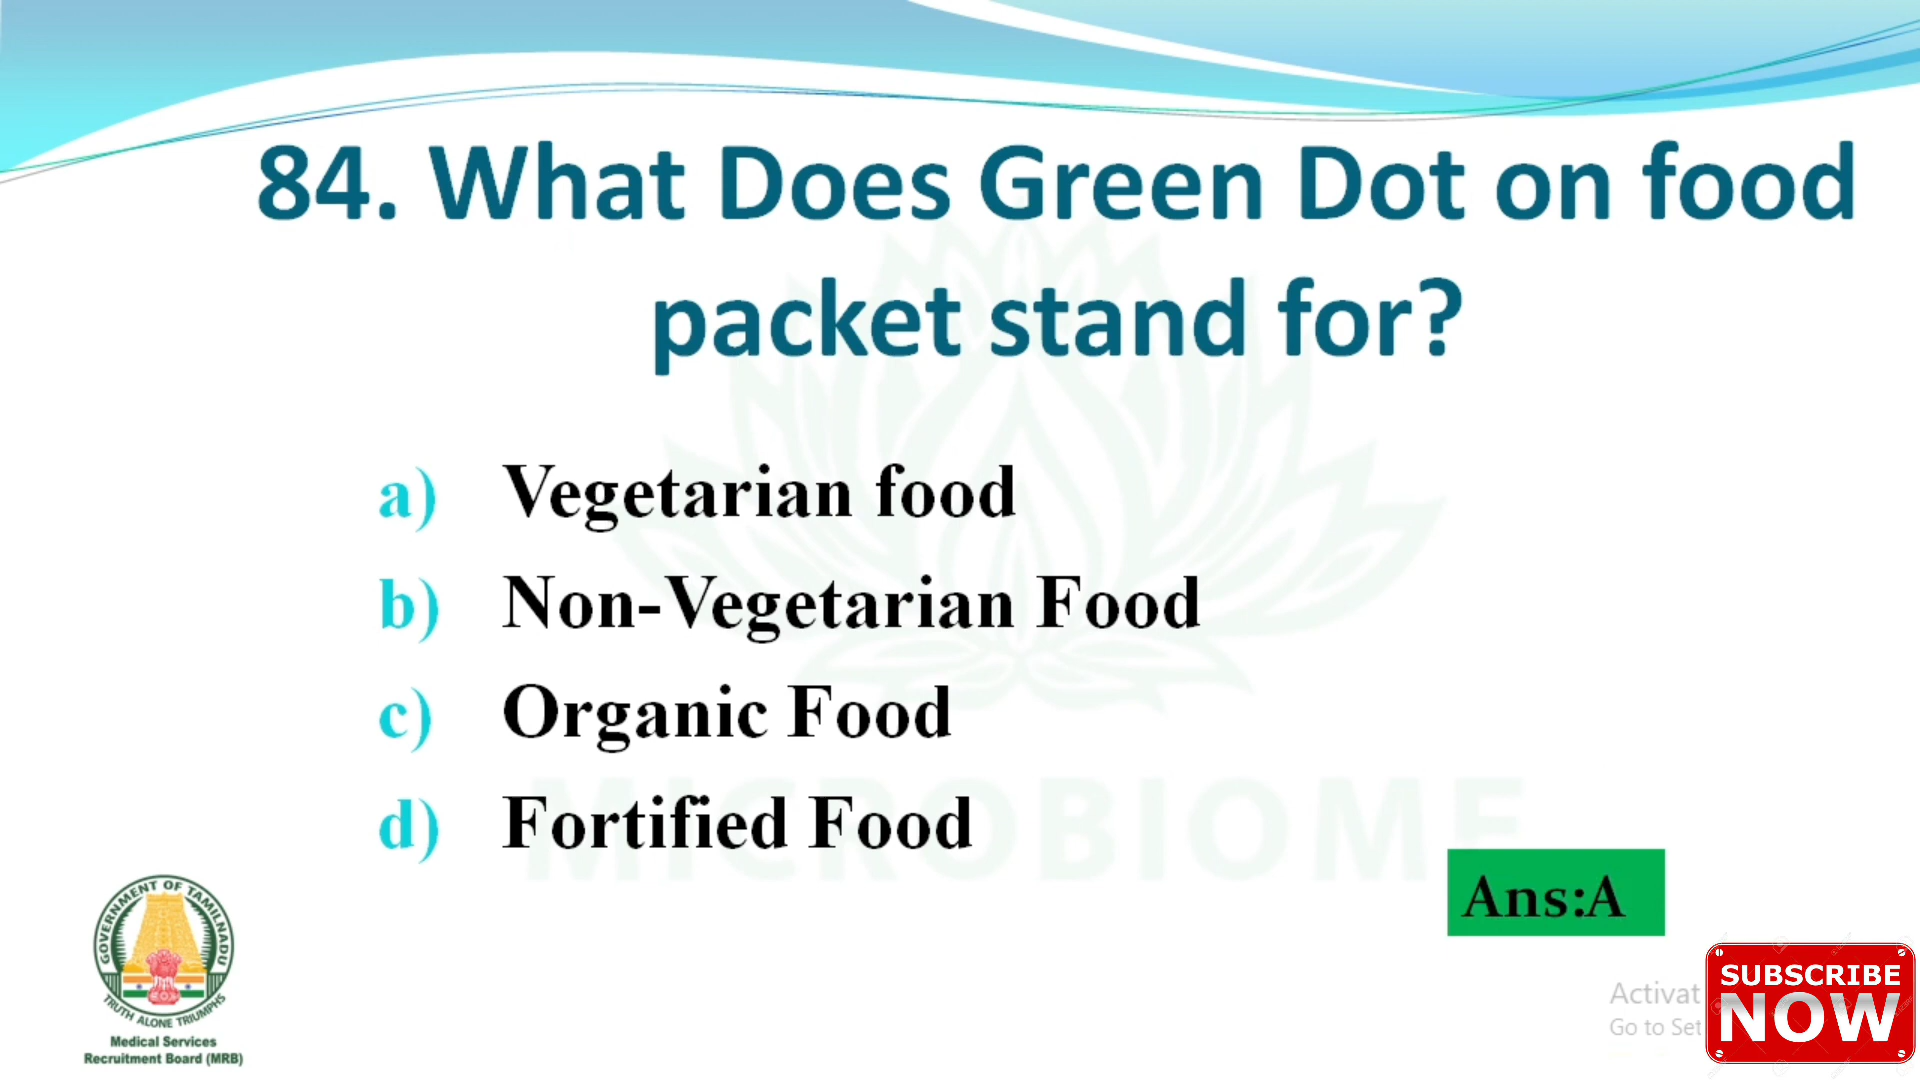 84. What Does Green Dot on food
packet stand for?
a) Vegetarian food
b) Non-Vegetarian Food
c) Organic Food
d) Fortified Food
MICROBIOME
Ans:A
GOVERNMENT OF TAMILNADU
TRUTH ALONE TRIUMPHS
Medical Services
Recruitment Board (MRB)
Activat
Go to Set
SUBSCRIBE
NOW